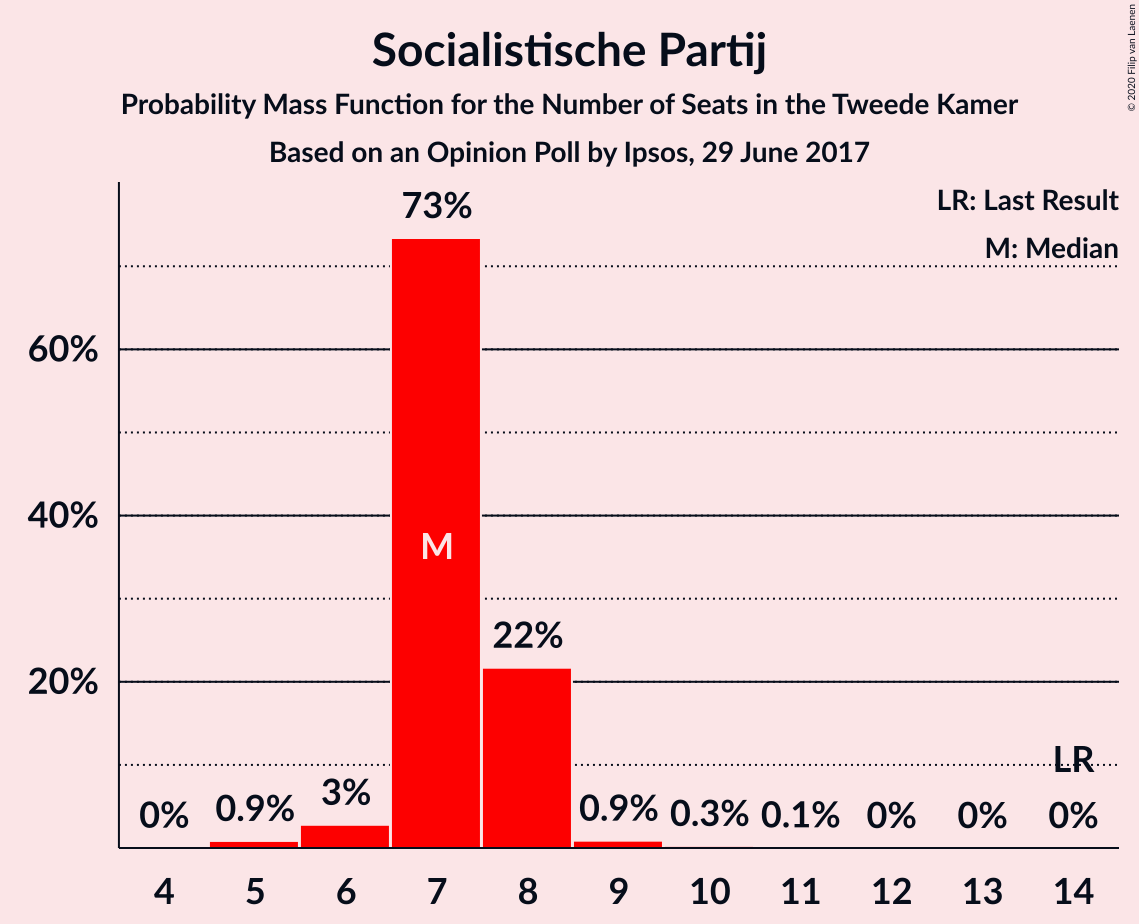 Socialistische Partij
Probability Mass Function for the Number of Seats in the Tweede Kamer
Based on an Opinion Poll by Ipsos, 29 June 2017
© 2020 Filip van Laenen
LR: Last Result
M: Median
73%
60%
40%
M
22%
20%
LR
0% 0.9% 3% 0.9% 0.3% 0.1% 0% 0% 0%
4 5 6 7 8 9 10 11 12 13 14